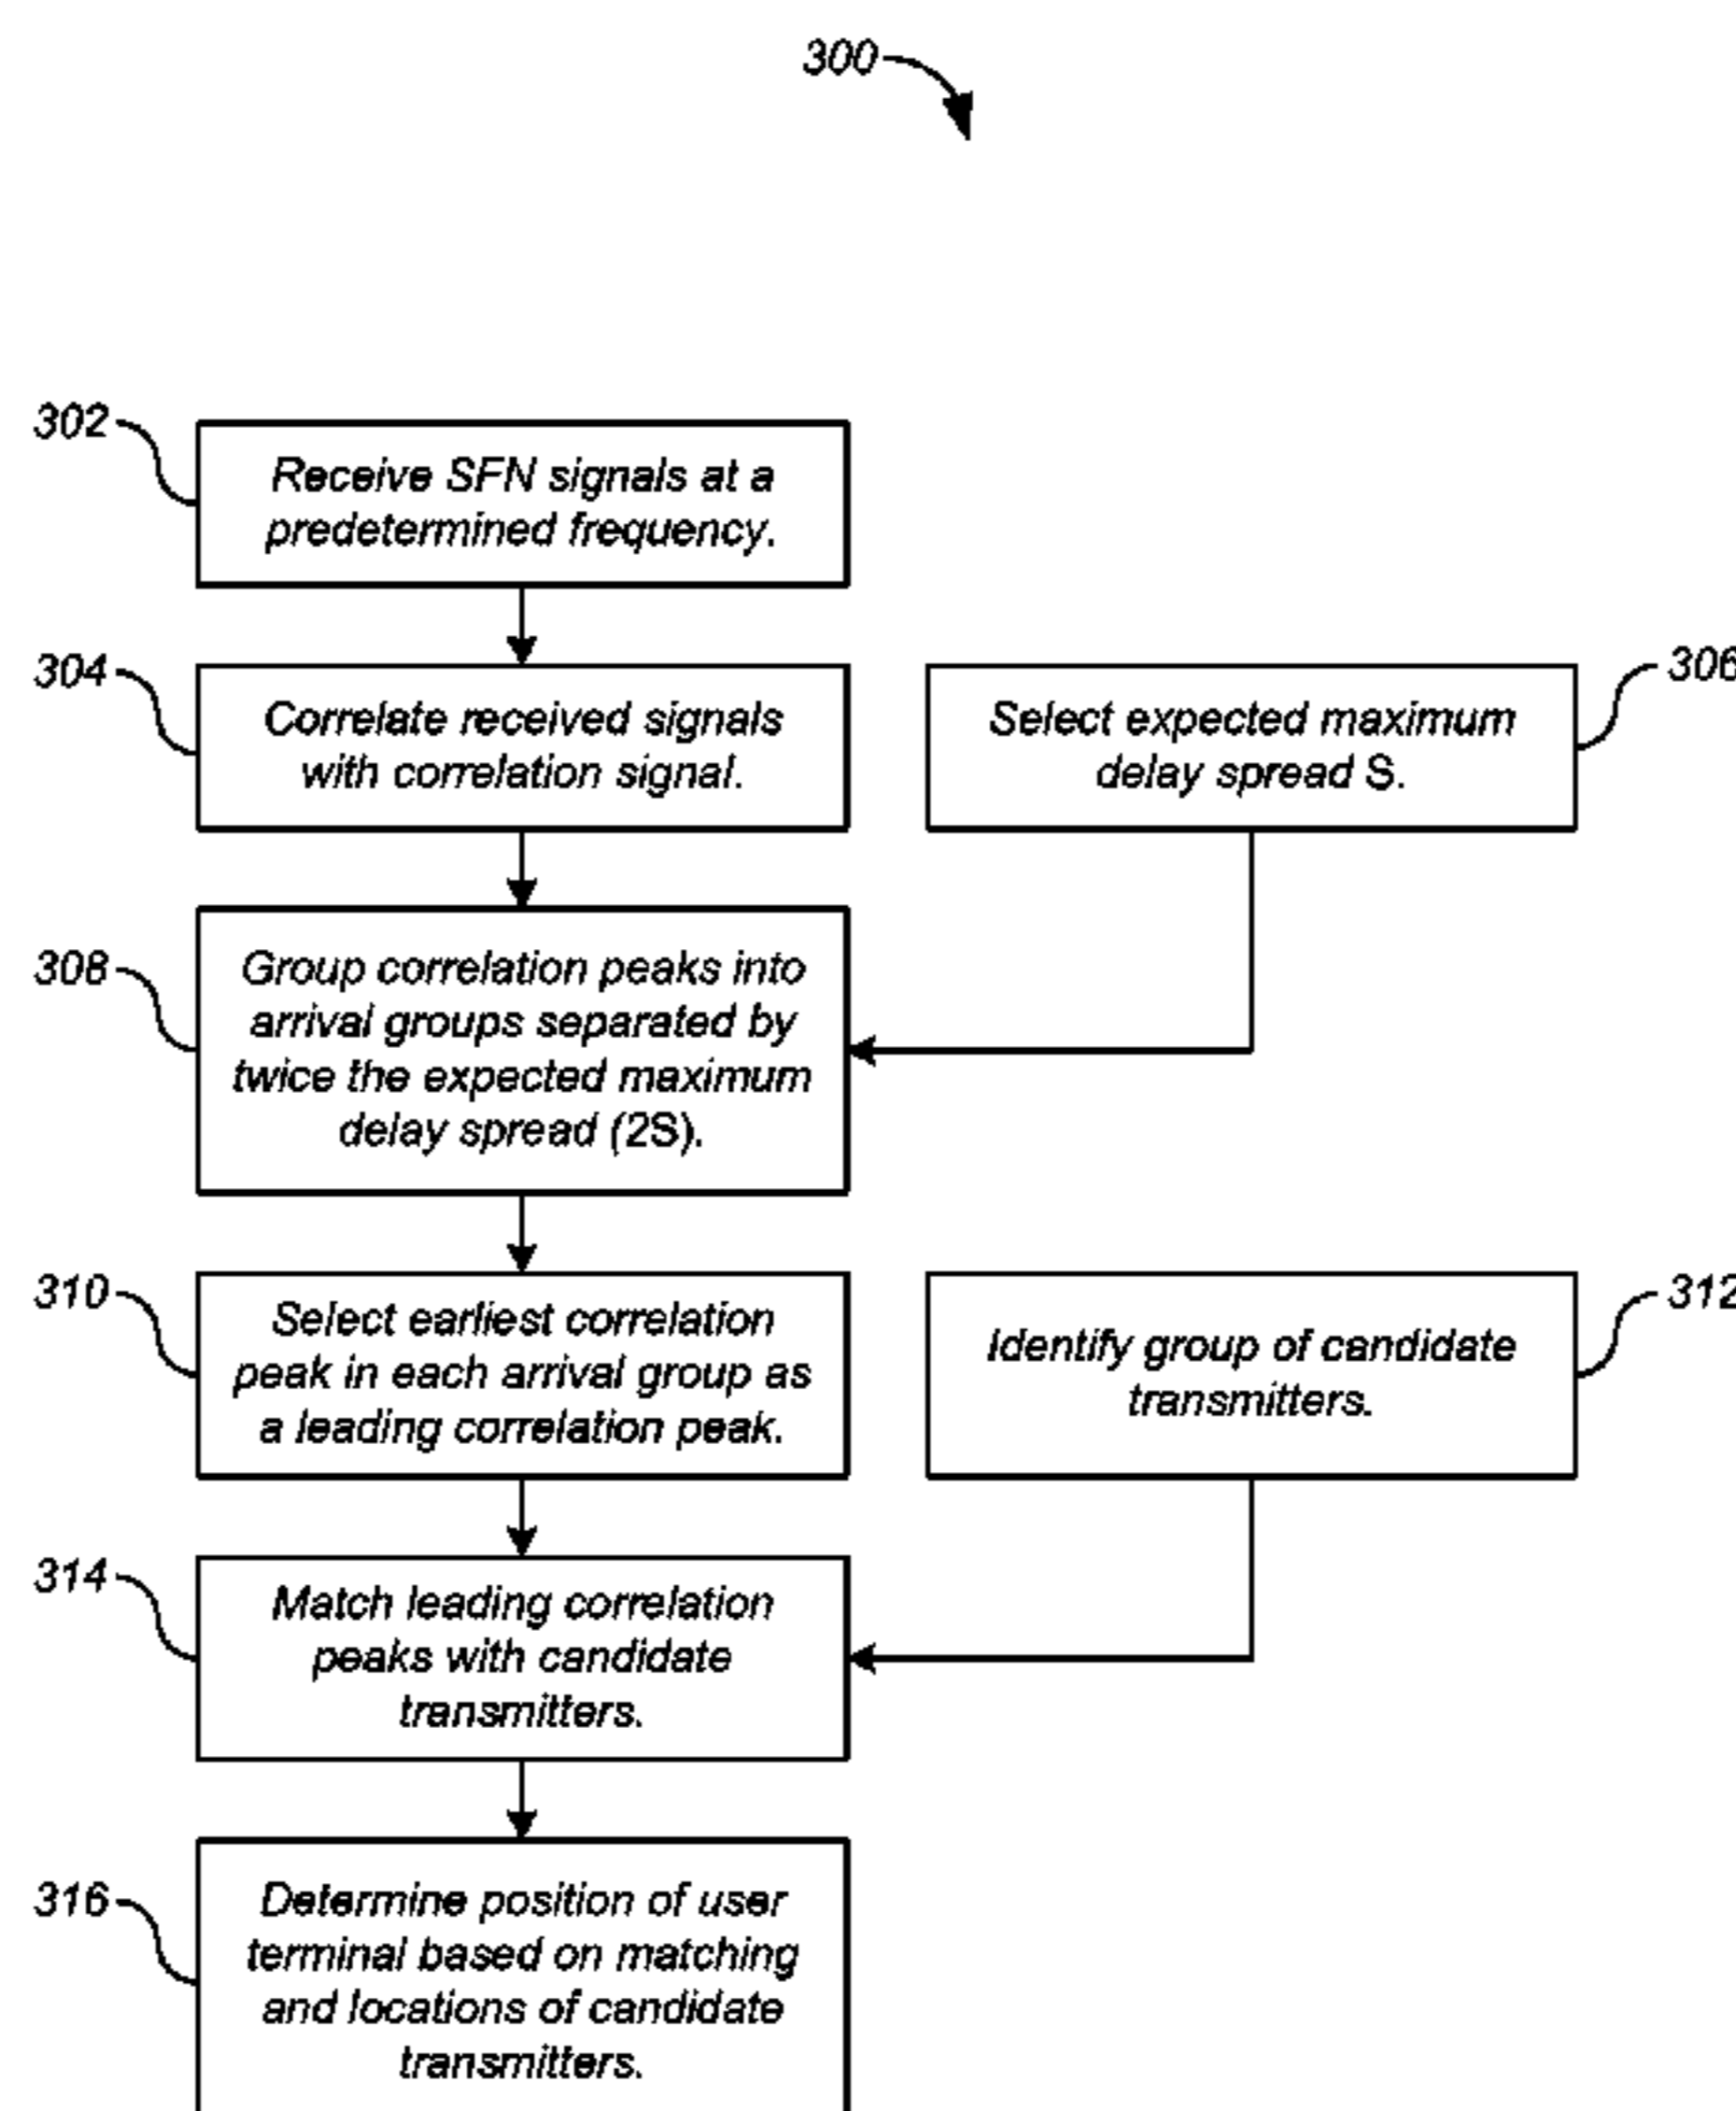 300
302
Receive SFN signals at a
predetermined frequency.
304
Correlate received signals
with correlation signal.
306
Select expected maximum
delay spread S.
308
Group correlation peaks into
arrival groups separated by
twice the expected maximum
delay spread (2S).
310
Select earliest correlation
peak in each arrival group as
a leading correlation peak.
312
Identify group of candidate
transmitters.
314
Match leading correlation
peaks with candidate
transmitters.
316
Determine position of user
terminal based on matching
and locations of candidate
transmitters.